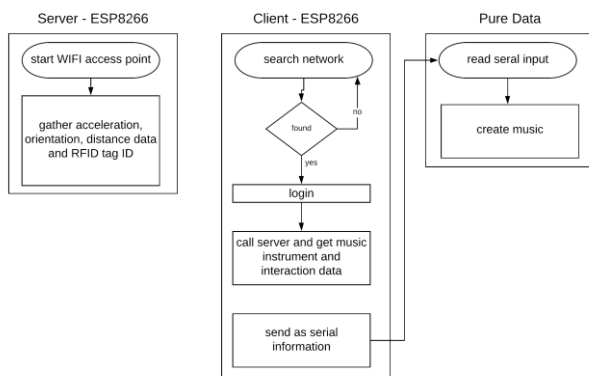 Server - ESP8266
start WIFI access point
gather acceleration,
orientation, distance data
and RFID tag ID
Client - ESP8266
search network
no
found
yes
login
call server and get music
instrument and
interaction data
send as serial
information
Pure Data
read seral input
create music